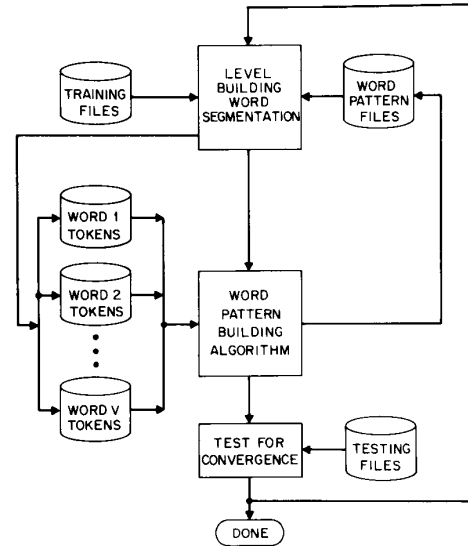 LEVEL
BUILDING
WORD
SEGMENTATION
TRAINING
FILES
WORD
PATTERN
FILES
WORD 1
TOKENS
WORD 2
TOKENS
WORD V
TOKENS
WORD
PATTERN
BUILDING
ALGORITHM
TEST FOR
CONVERGENCE
TESTING
FILES
DONE